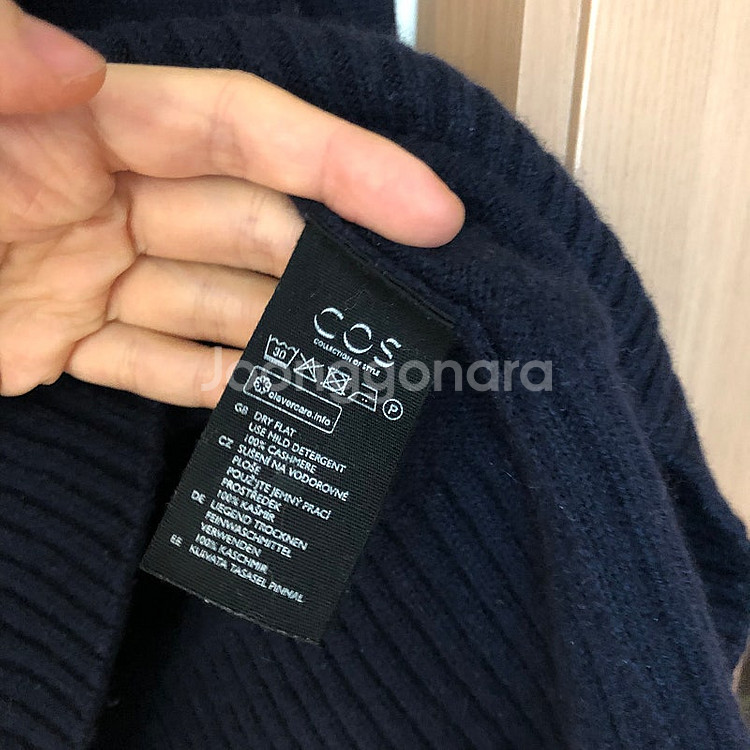 COS
COLLECTION OF STYLE
30
P
clevercare.info
GB DRY FLAT
USE MILD DETERGENT
100% CASHMERE
CZ SUŠENÍ NA VODOROVNÉ
PLOŠE
POUŽIJTE JEMNÝ PRACÍ
PROSTŘEDEK
100% KAŠMÍR
DE LIEGEND TROCKNEN
FEINWASCHMITTEL
VERWENDEN
100% KASCHMIR
EE KUIVATA TASASEL PINNAL
Joonggonara